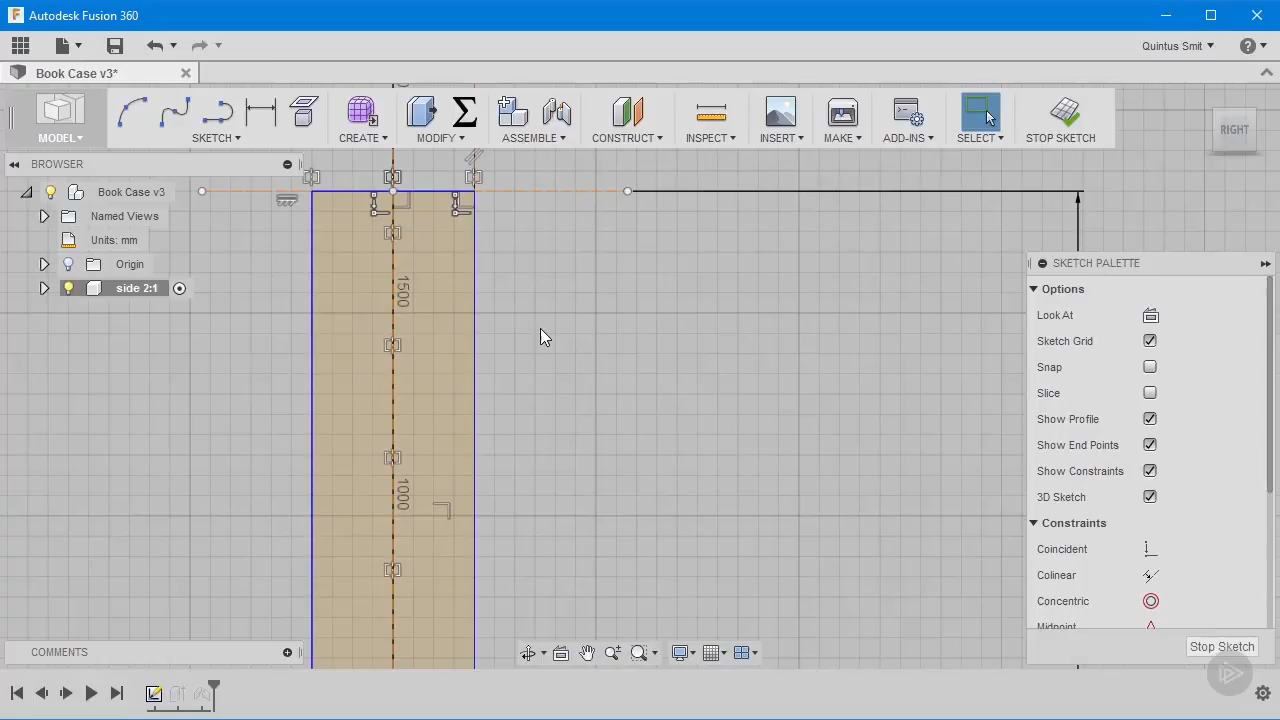 Autodesk Fusion 360
Quintus Smit
Book Case v3*
MODEL
SKETCH
CREATE
MODIFY
ASSEMBLE
CONSTRUCT
INSPECT
INSERT
MAKE
ADD-INS
SELECT
STOP SKETCH
RIGHT
BROWSER
Book Case v3
Named Views
Units: mm
Origin
side 2:1
1500
1000
SKETCH PALETTE
Options
Look At
Sketch Grid
Snap
Slice
Show Profile
Show End Points
Show Constraints
3D Sketch
Constraints
Coincident
Colinear
Concentric
Midpoint
Stop Sketch
COMMENTS